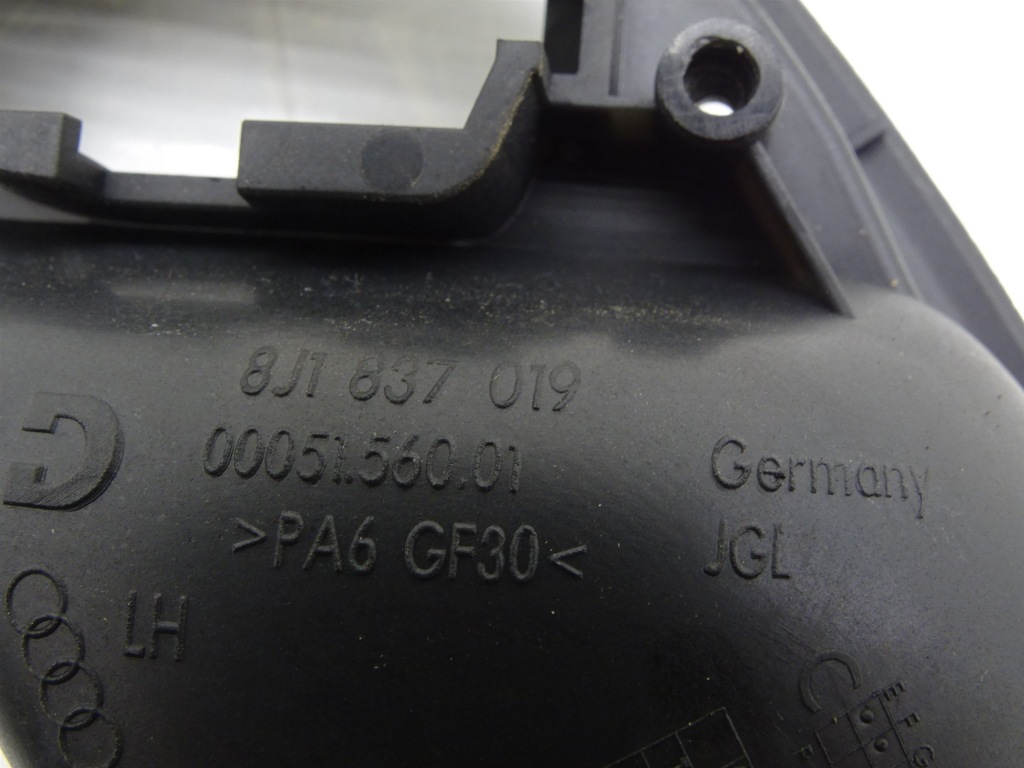 8J1 837 019
00051.560.01
>PA6 GF30<
Germany
JGL
LH
E F G